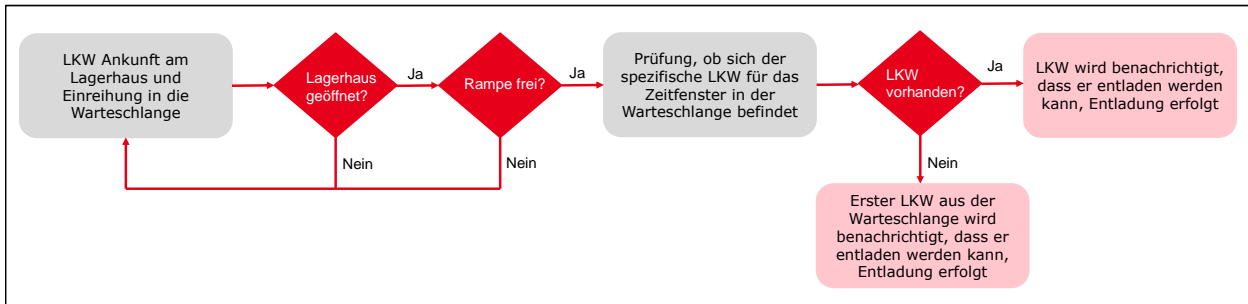 LKW Ankunft am
Lagerhaus und
Einreihung in die
Warteschlange
Lagerhaus
geöffnet?
Ja
Nein
Rampe frei?
Ja
Nein
Prüfung, ob sich der
spezifische LKW für das
Zeitfenster in der
Warteschlange befindet
LKW
vorhanden?
Ja
LKW wird benachrichtigt,
dass er entladen werden
kann, Entladung erfolgt
Nein
Erster LKW aus der
Warteschlange wird
benachrichtigt, dass er
entladen werden kann,
Entladung erfolgt